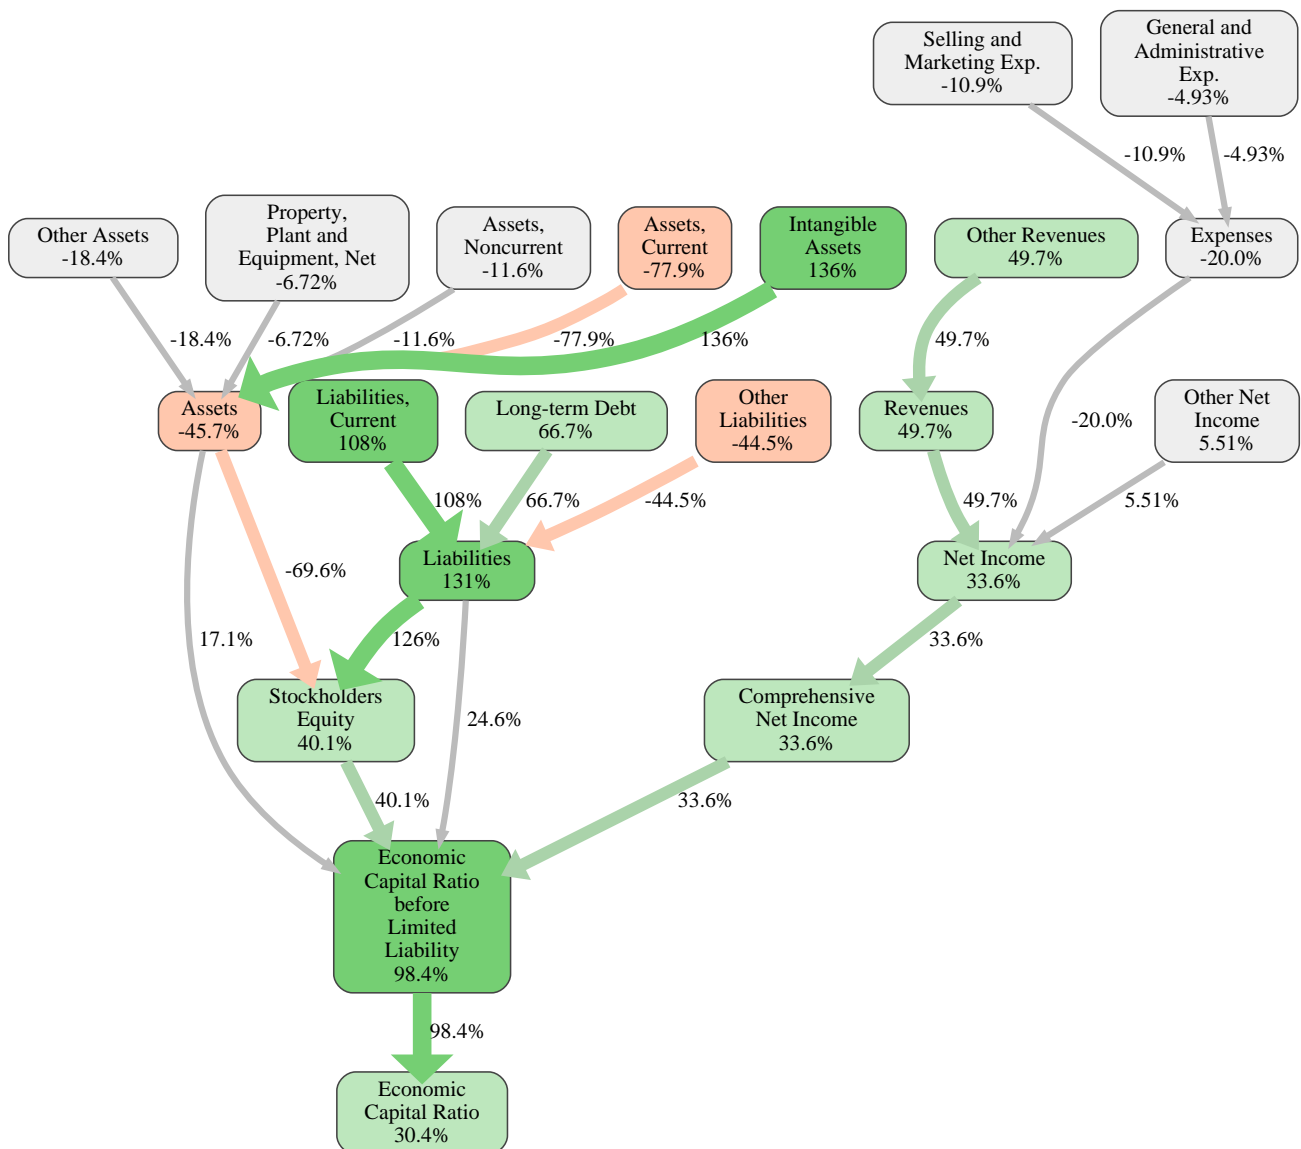 Selling and
Marketing Exp.
-10.9%
General and
Administrative
Exp.
-4.93%
-10.9%
-4.93%
Other Assets
-18.4%
Property,
Plant and
Equipment, Net
-6.72%
Assets,
Noncurrent
-11.6%
Assets,
Current
-77.9%
Intangible
Assets
136%
Other Revenues
49.7%
Expenses
-20.0%
-18.4%
-6.72%
-11.6%
-77.9%
136%
49.7%
Assets
-45.7%
Liabilities,
Current
108%
Long-term Debt
66.7%
Other
Liabilities
-44.5%
Revenues
49.7%
-20.0%
Other Net
Income
5.51%
108%
66.7%
-44.5%
49.7%
5.51%
-69.6%
Liabilities
131%
Net Income
33.6%
17.1%
126%
33.6%
Stockholders
Equity
40.1%
24.6%
Comprehensive
Net Income
33.6%
40.1%
33.6%
Economic
Capital Ratio
before
Limited
Liability
98.4%
98.4%
Economic
Capital Ratio
30.4%